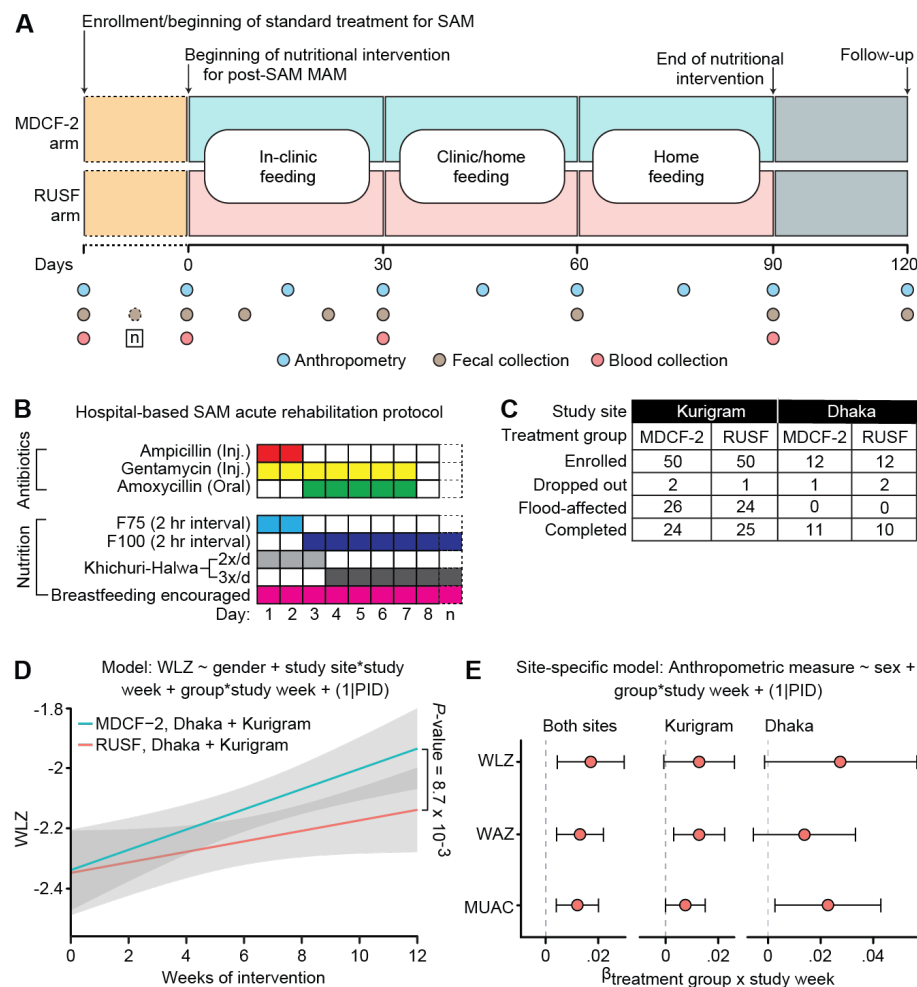 A
Enrollment/beginning of standard treatment for SAM
Beginning of nutritional intervention
for post-SAM MAM
End of nutritional
intervention
Follow-up
MDCF-2
arm
RUSF
arm
In-clinic
feeding
Clinic/home
feeding
Home
feeding
Days 0 30 60 90 120
n
Anthropometry Fecal collection Blood collection
B
Hospital-based SAM acute rehabilitation protocol
Antibiotics
Ampicillin (Inj.)
Gentamycin (Inj.)
Amoxycillin (Oral)
Nutrition
F75 (2 hr interval)
F100 (2 hr interval)
Khichuri-Halwa 2x/d
3x/d
Breastfeeding encouraged
Day: 1 2 3 4 5 6 7 8 n
C
Study site Kurigram Dhaka
Treatment group MDCF-2 RUSF MDCF-2 RUSF
Enrolled 50 50 12 12
Dropped out 2 1 1 2
Flood-affected 26 24 0 0
Completed 24 25 11 10
D
Model: WLZ ~ gender + study site*study
week + group*study week + (1|PID)
MDCF-2, Dhaka + Kurigram
RUSF, Dhaka + Kurigram
P-value = 8.7 x 10-3
WLZ
-1.8
-2
-2.2
-2.4
0 2 4 6 8 10 12
Weeks of intervention
E
Site-specific model: Anthropometric measure ~ sex +
group*study week + (1|PID)
Both sites Kurigram Dhaka
WLZ
WAZ
MUAC
0 .02 0 .02 0 .02 .04
βtreatment group x study week